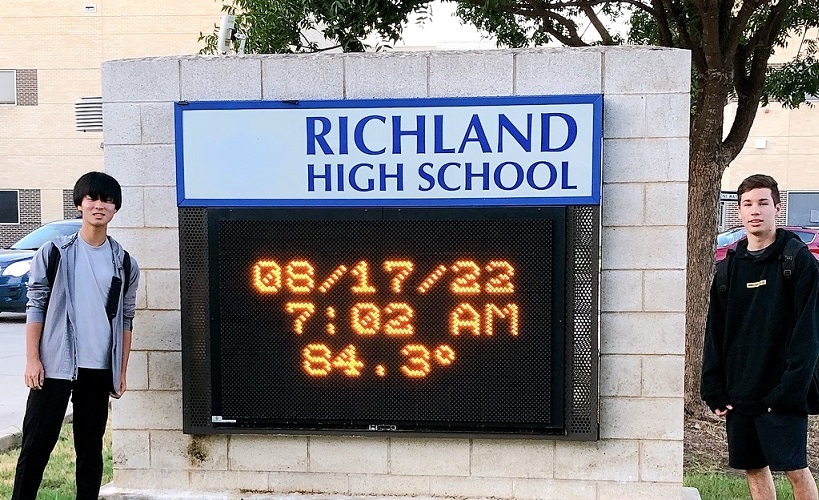 RICHLAND
HIGH SCHOOL
08/17/22
7:02 AM
84.3°